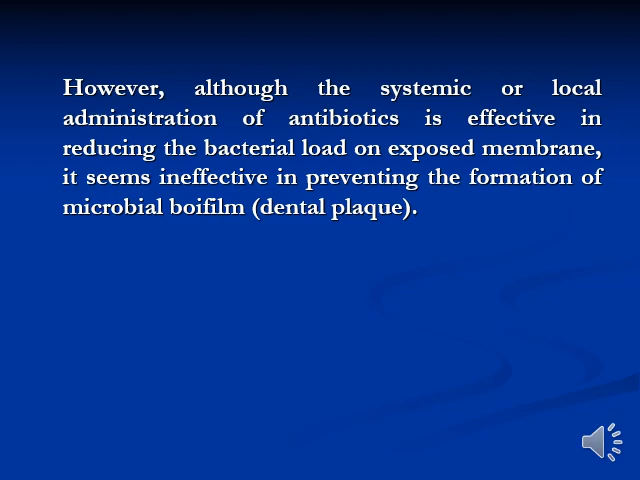 However, although the systemic or local
administration of antibiotics is effective in
reducing the bacterial load on exposed membrane,
it seems ineffective in preventing the formation of
microbial boifilm (dental plaque).